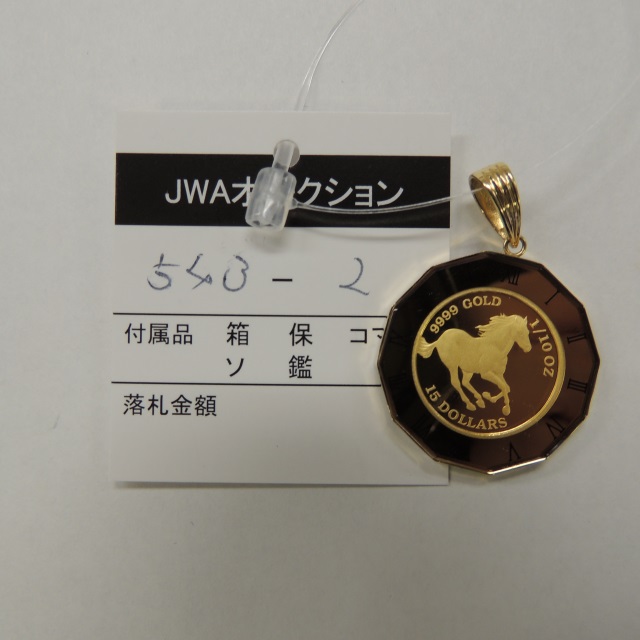 JWAオ クション
543 - 2
付属品 箱 保 コマ
ソ 鑑
落札金額
9999 GOLD
1/10 OZ
15 DOLLARS